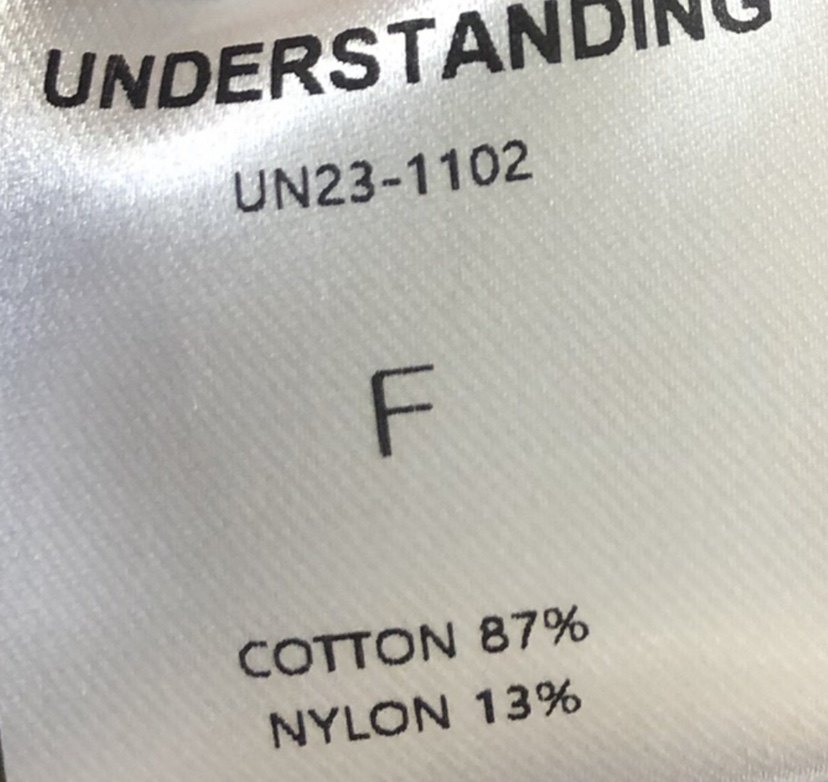 UNDERSTANDING
UN23-1102
F
COTTON 87%
NYLON 13%